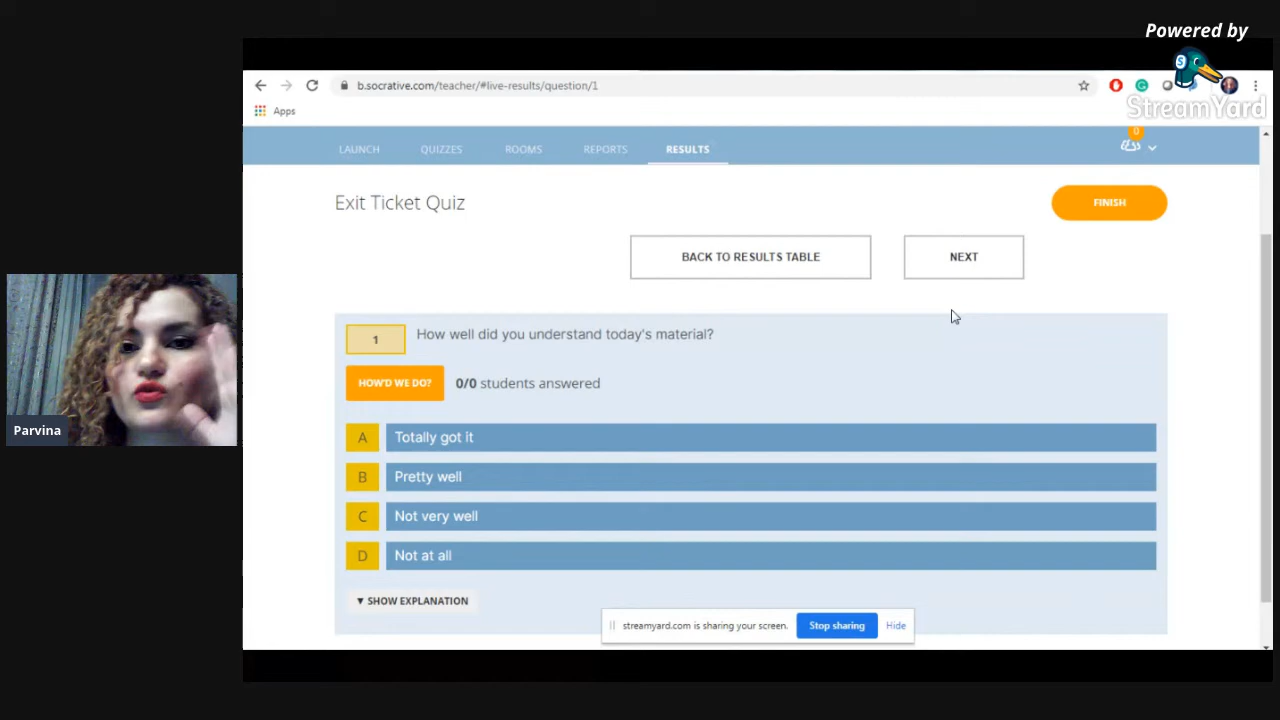 Powered by
StreamYard
b.socrative.com/teacher/#live-results/question/1
Apps
LAUNCH QUIZZES ROOMS REPORTS RESULTS 0
Exit Ticket Quiz
FINISH
BACK TO RESULTS TABLE NEXT
1 How well did you understand today's material?
HOW'D WE DO? 0/0 students answered
A Totally got it
B Pretty well
C Not very well
D Not at all
▼ SHOW EXPLANATION
streamyard.com is sharing your screen. Stop sharing Hide
Parvina